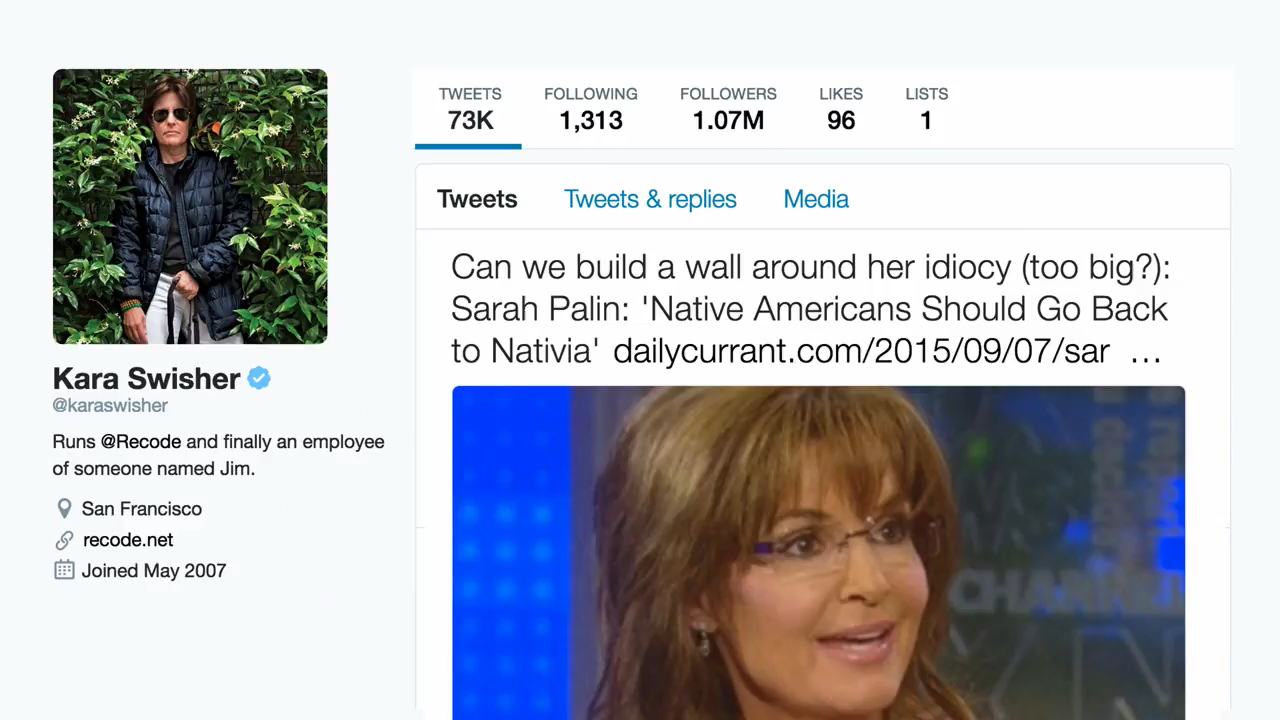 TWEETS FOLLOWING FOLLOWERS LIKES LISTS
73K 1,313 1.07M 96 1
Tweets Tweets & replies Media
Can we build a wall around her idiocy (too big?):
Sarah Palin: 'Native Americans Should Go Back
to Nativia' dailycurrant.com/2015/09/07/sar ...
Kara Swisher
@karaswisher
Runs @Recode and finally an employee
of someone named Jim.
San Francisco
recode.net
Joined May 2007